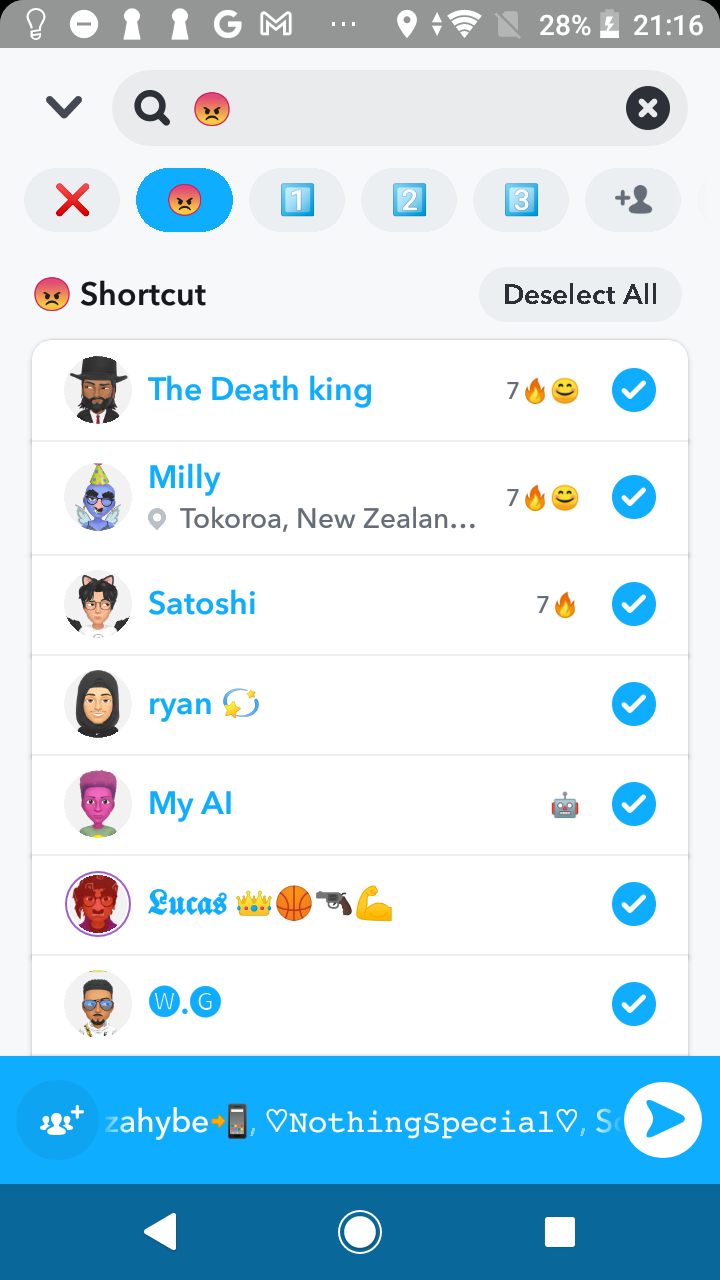 28% 21:16
😡
❌ 😡 1️⃣ 2️⃣ 3️⃣
😡 Shortcut
Deselect All
The Death king
7🔥😊
Milly
7🔥😊
Tokoroa, New Zealan...
Satoshi
7🔥
ryan 💫
My AI
🤖
𝕷𝖚𝖈𝖆𝖘 👑🏀🔫💪
🅦.🅖
zahybe📲, ♡𝙽𝚘𝚝𝚑𝚒𝚗𝚐𝚂𝚙𝚎𝚌𝚒𝚊𝚕♡, S